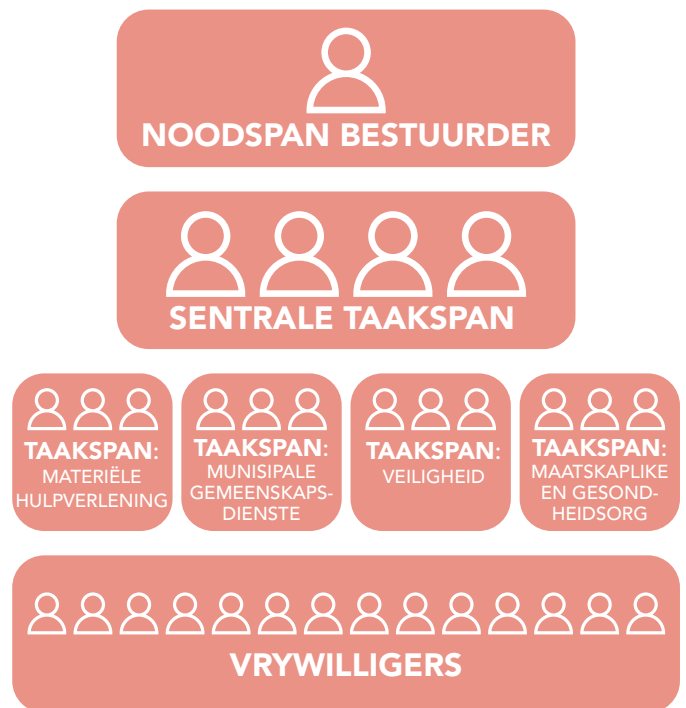 NOODSPAN BESTUURDER
SENTRALE TAAKSPAN
TAAKSPAN:
MATERIËLE
HULPVERLENING
TAAKSPAN:
MUNISIPALE
GEMEENSKAPS-
DIENSTE
TAAKSPAN:
VEILIGHEID
TAAKSPAN:
MAATSKAPLIKE
EN GESOND-
HEIDSORG
VRYWILLIGERS